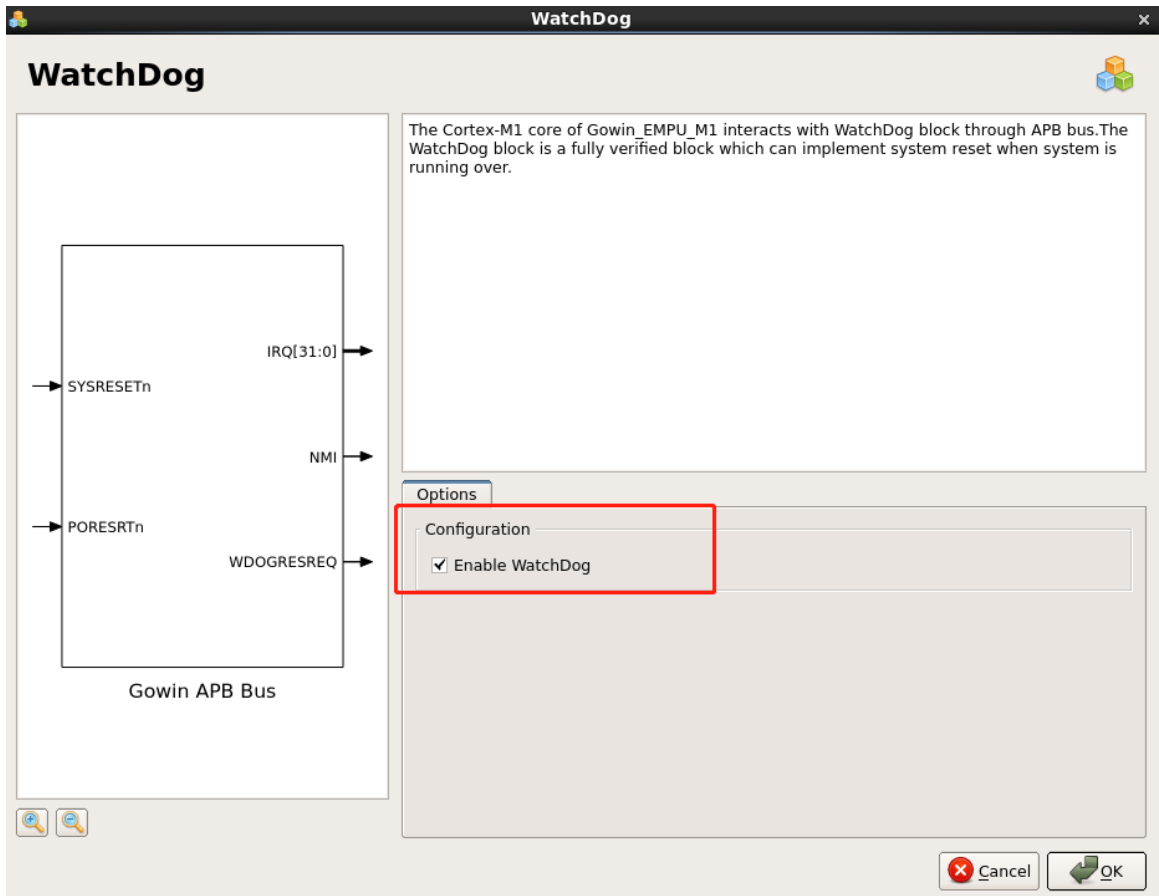 WatchDog
WatchDog
The Cortex-M1 core of Gowin_EMPU_M1 interacts with WatchDog block through APB bus.The
WatchDog block is a fully verified block which can implement system reset when system is
running over.
IRQ[31:0]
SYSRESETn
NMI
PORESRTn
WDOGRESREQ
Gowin APB Bus
Options
Configuration
Enable WatchDog
Cancel
OK